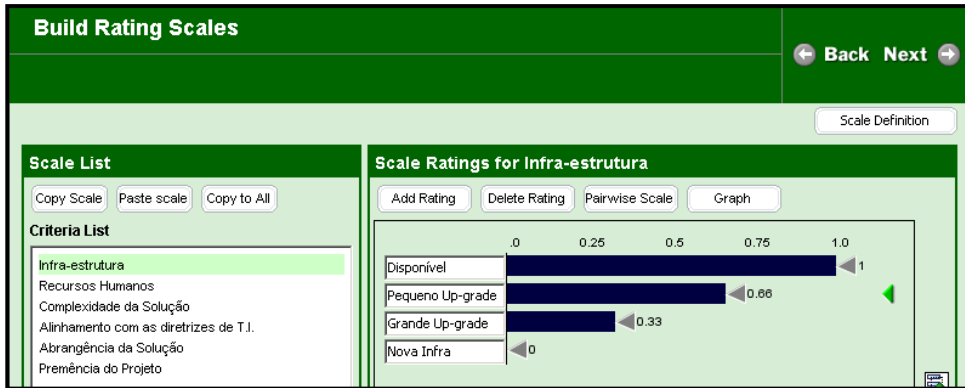 Build Rating Scales
Back Next
Scale Definition
Scale List
Copy Scale Paste scale Copy to All
Criteria List
Infra-estrutura
Recursos Humanos
Complexidade da Solução
Alinhamento com as diretrizes de T.I.
Abrangência da Solução
Premência do Projeto
Scale Ratings for Infra-estrutura
Add Rating Delete Rating Pairwise Scale Graph
.0 0.25 0.5 0.75 1.0
Disponível 1
Pequeno Up-grade 0.66
Grande Up-grade 0.33
Nova Infra 0